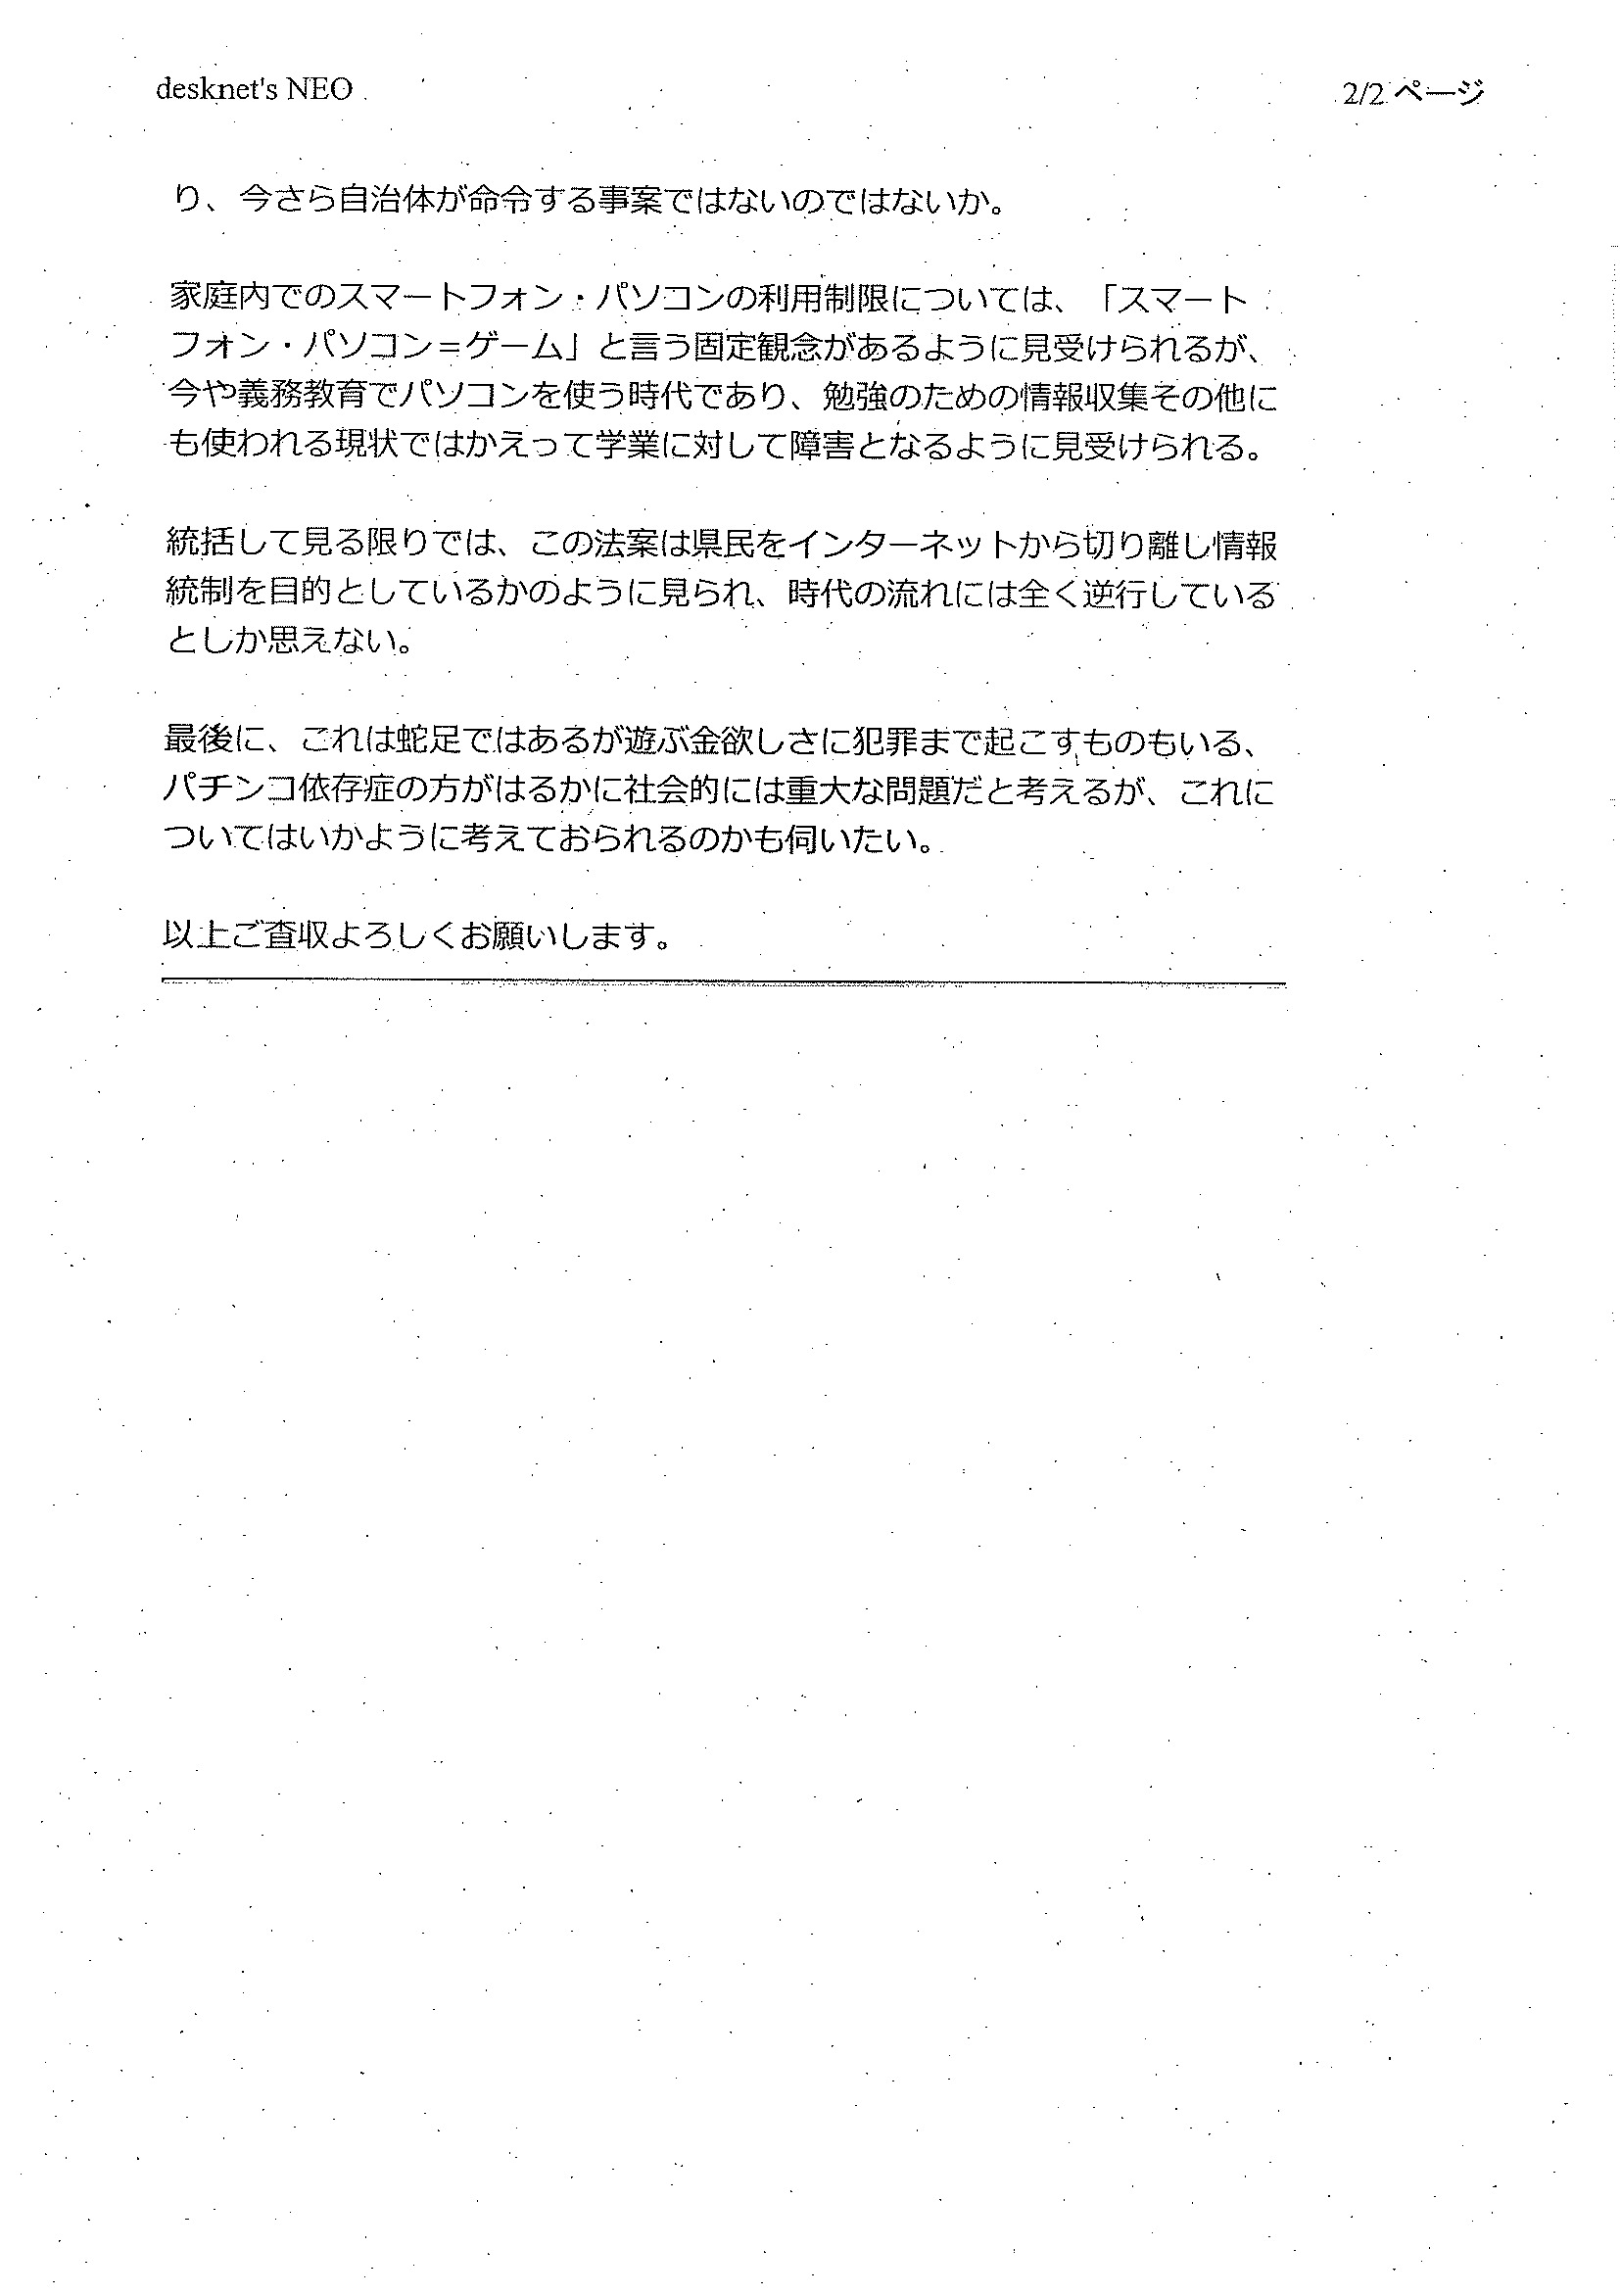 desknet's NEO
2/2 ページ
り、今さら自治体が命令する事案ではないのではないか。
家庭内でのスマートフォン・パソコンの利用制限については、「スマート
フォン・パソコン＝ゲーム」と言う固定観念があるように見受けられるが、
今や義務教育でパソコンを使う時代であり、勉強のための情報収集その他に
も使われる現状ではかえって学業に対して障害となるように見受けられる。
統括して見る限りでは、この法案は県民をインターネットから切り離し情報
統制を目的としているかのように見られ、時代の流れには全く逆行している
としか思えない。
最後に、これは蛇足ではあるが遊ぶ金欲しさに犯罪まで起こすものもいる、
パチンコ依存症の方がはるかに社会的には重大な問題だと考えるが、これに
ついてはいかように考えておられるのかも伺いたい。
以上ご査収よろしくお願いします。